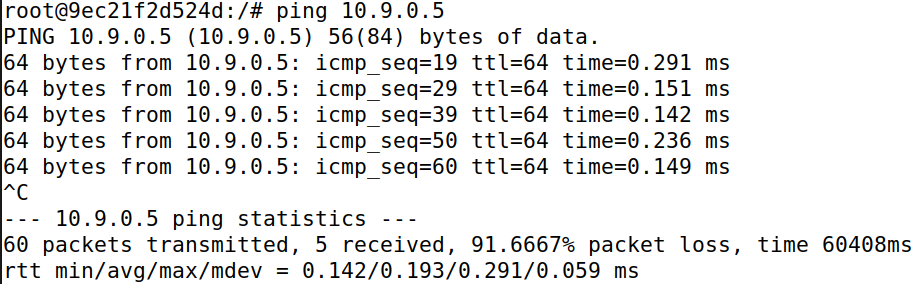 root@9ec21f2d524d:/# ping 10.9.0.5
PING 10.9.0.5 (10.9.0.5) 56(84) bytes of data.
64 bytes from 10.9.0.5: icmp_seq=19 ttl=64 time=0.291 ms
64 bytes from 10.9.0.5: icmp_seq=29 ttl=64 time=0.151 ms
64 bytes from 10.9.0.5: icmp_seq=39 ttl=64 time=0.142 ms
64 bytes from 10.9.0.5: icmp_seq=50 ttl=64 time=0.236 ms
64 bytes from 10.9.0.5: icmp_seq=60 ttl=64 time=0.149 ms
^C
--- 10.9.0.5 ping statistics ---
60 packets transmitted, 5 received, 91.6667% packet loss, time 60408ms
rtt min/avg/max/mdev = 0.142/0.193/0.291/0.059 ms